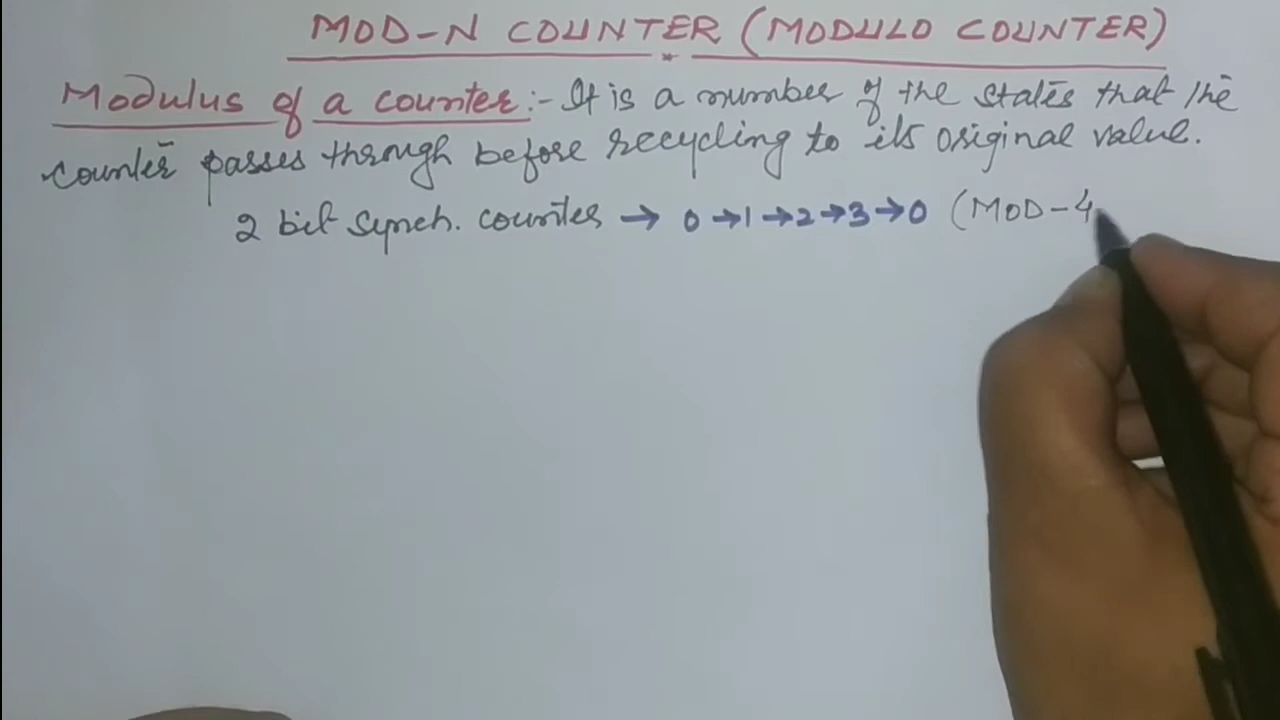 MOD-N COUNTER (MODULO COUNTER)
Modulus of a counter:- It is a number of the states that the
counter passes through before recycling to its original value.
2 bit synch. counter → 0→1→2→3→0 (MOD-4